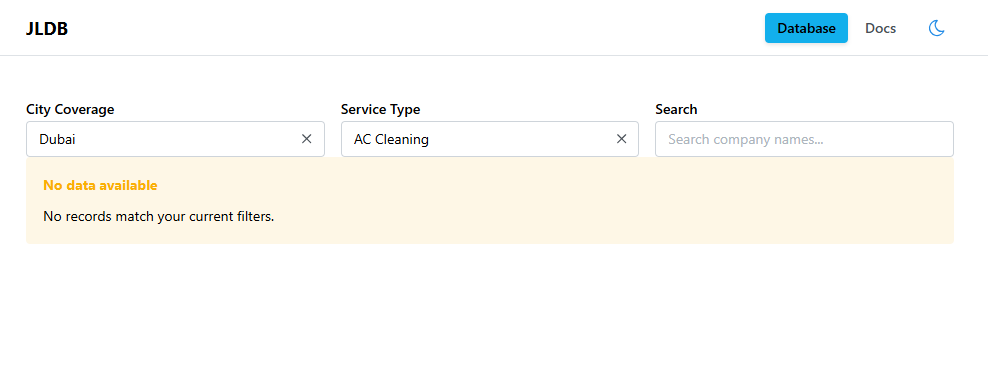 JLDB
Database
Docs
City Coverage
Service Type
Search
Dubai
AC Cleaning
Search company names...
No data available
No records match your current filters.